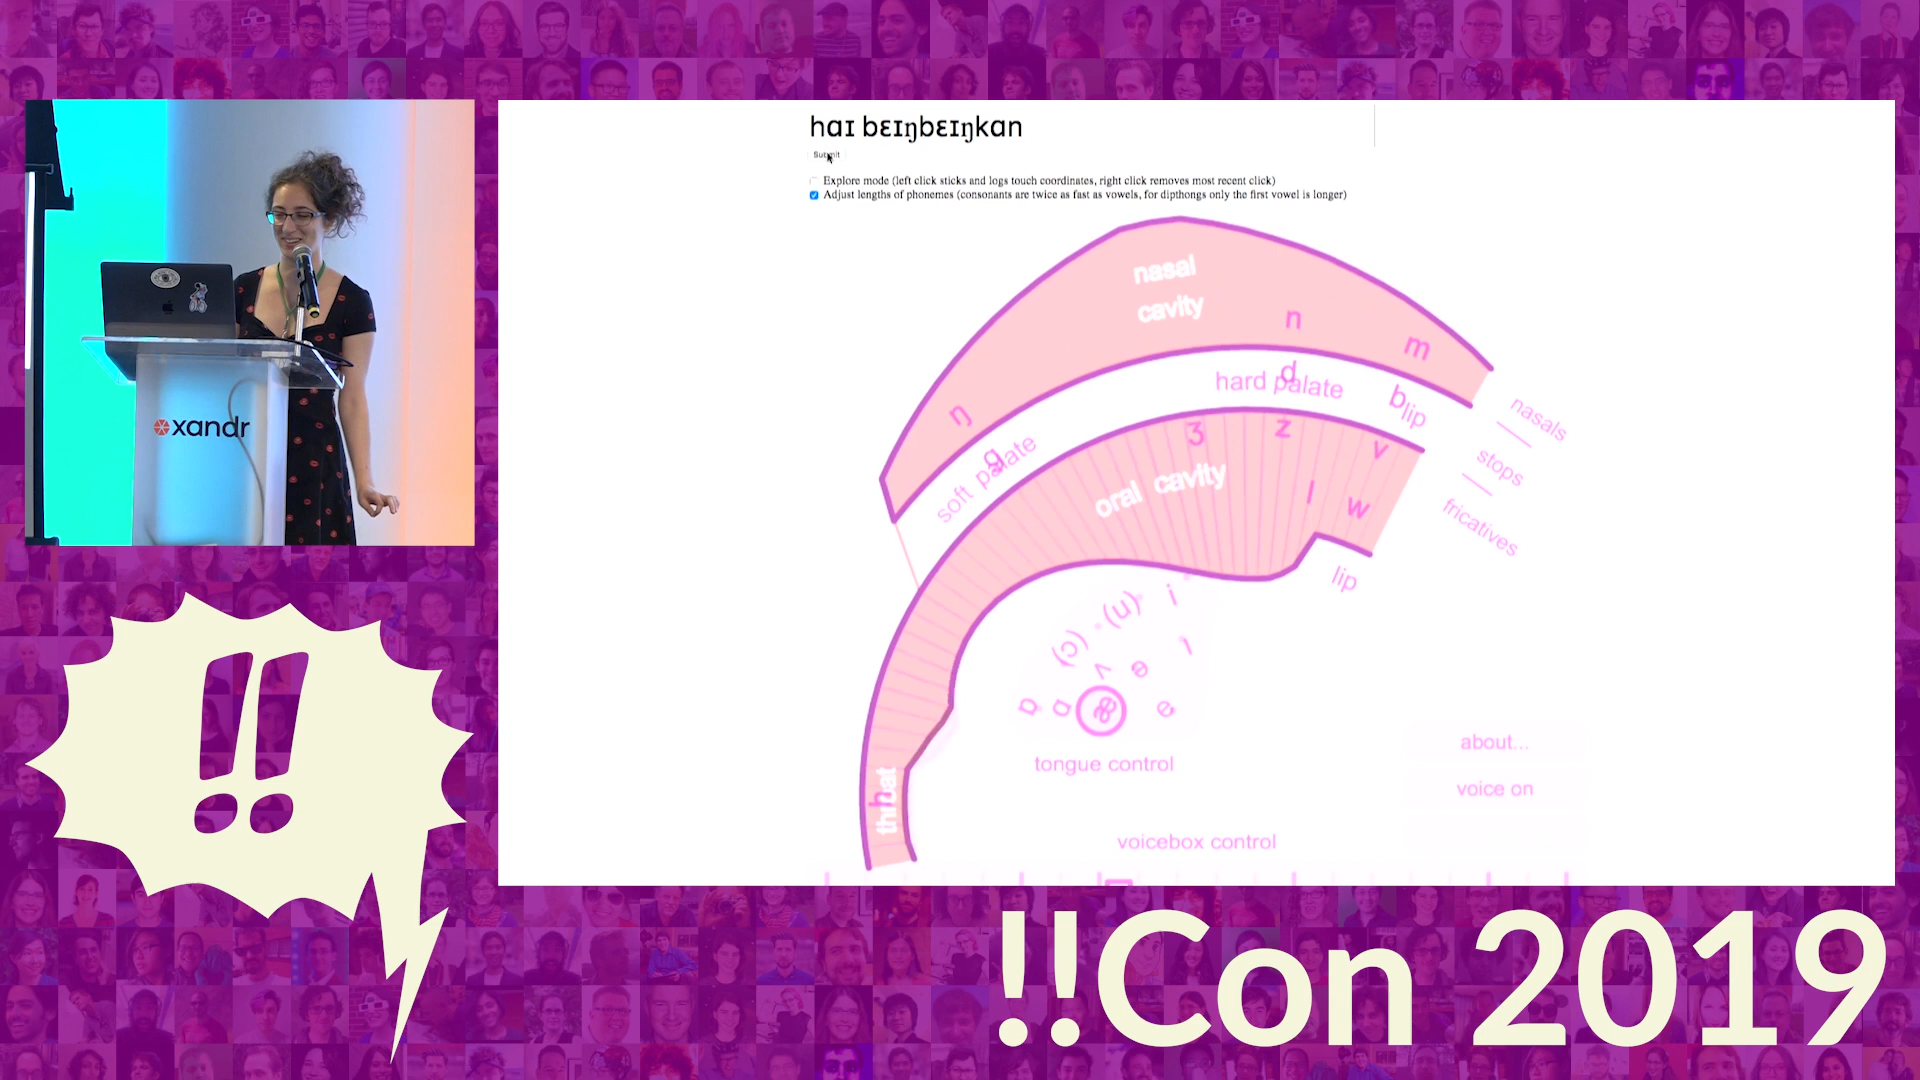 hɑɪ bɛɪŋbɛɪŋkɑn
Submit
Explore mode (left click sticks and logs touch coordinates, right click removes most recent click)
Adjust lengths of phonemes (consonants are twice as fast as vowels, for dipthongs only the first vowel is longer)
nasal
cavity
n
m
d
hard palate
b
lip
ŋ
g
soft palate
ʒ
z
v
oral cavity
l
w
nasals
stops
fricatives
lip
i
(u)
(ɔ)
ɪ
ʌ
ɑ
æ
tongue control
throat
h
about...
voice on
voicebox control
xandr
!!
!!Con 2019